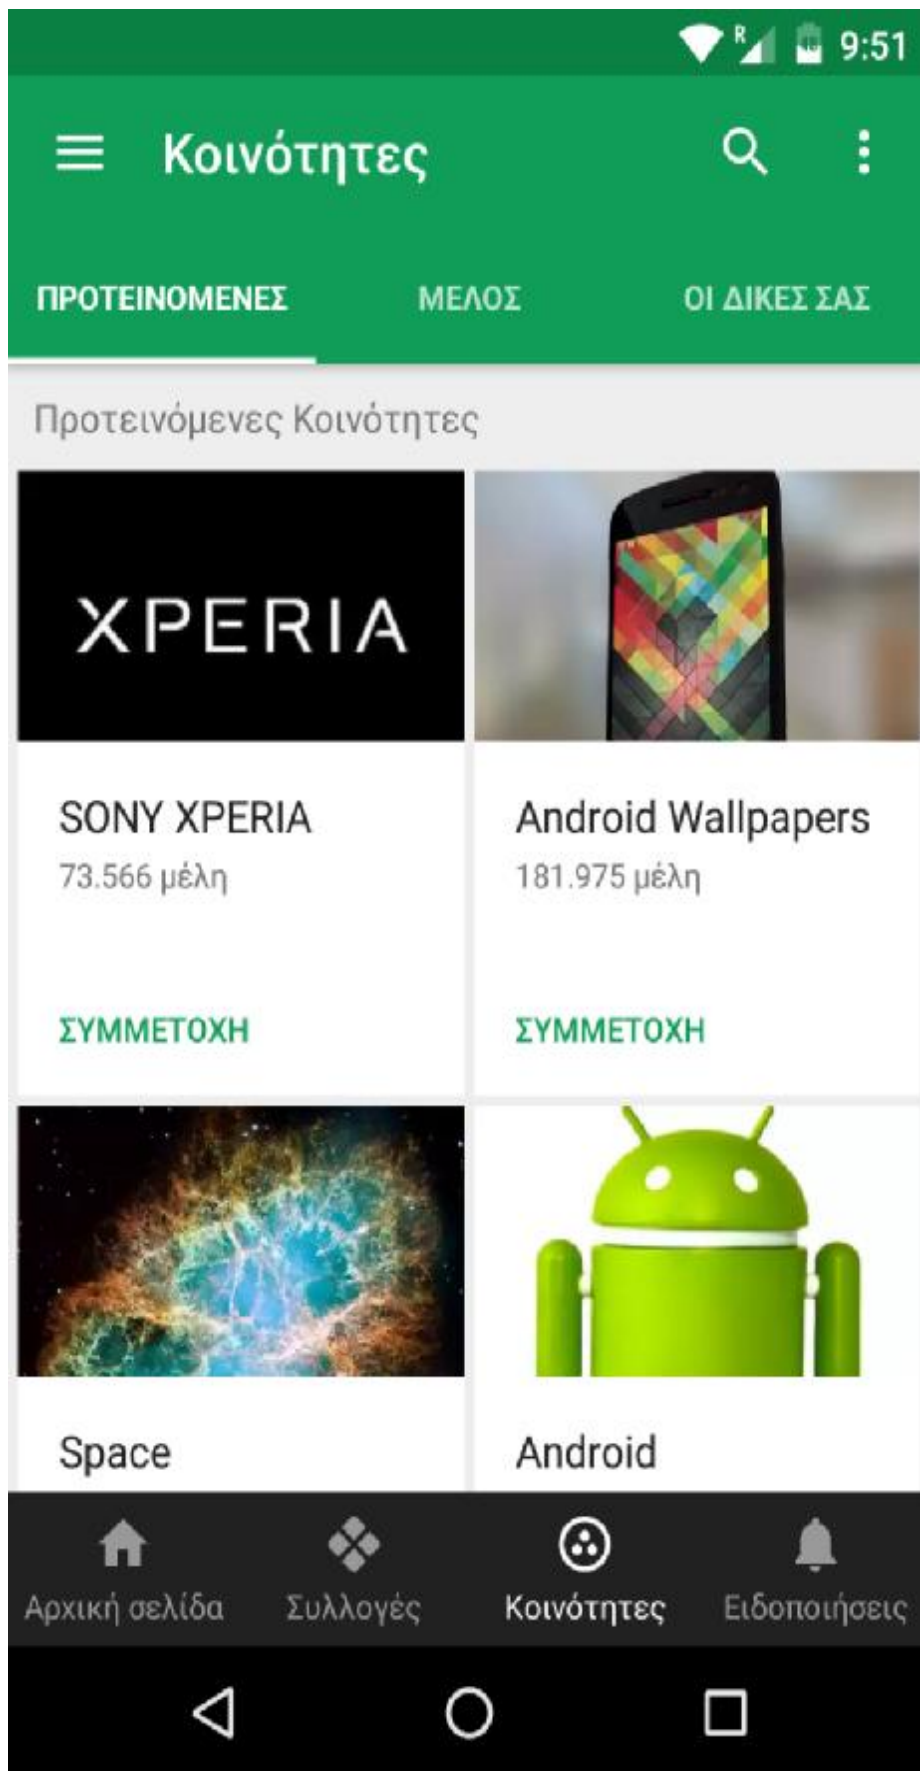 R 9:51
Κοινότητες
ΠΡΟΤΕΙΝΟΜΕΝΕΣ ΜΕΛΟΣ ΟΙ ΔΙΚΕΣ ΣΑΣ
Προτεινόμενες Κοινότητες
XPERIA
SONY XPERIA
73.566 μέλη
ΣΥΜΜΕΤΟΧΗ
Android Wallpapers
181.975 μέλη
ΣΥΜΜΕΤΟΧΗ
Space
Android
Αρχική σελίδα Συλλογές Κοινότητες Ειδοποιήσεις